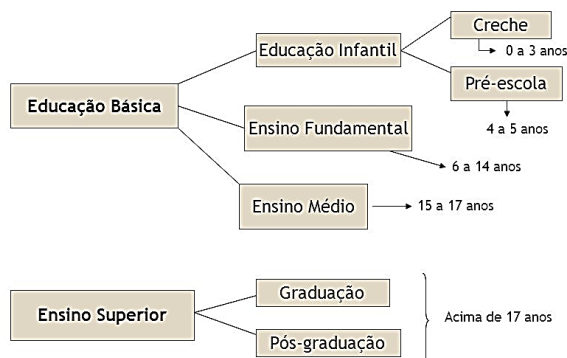 Creche
0 a 3 anos
Educação Infantil
Pré-escola
4 a 5 anos
Educação Básica
Ensino Fundamental
6 a 14 anos
Ensino Médio
15 a 17 anos
Ensino Superior
Graduação
Pós-graduação
Acima de 17 anos